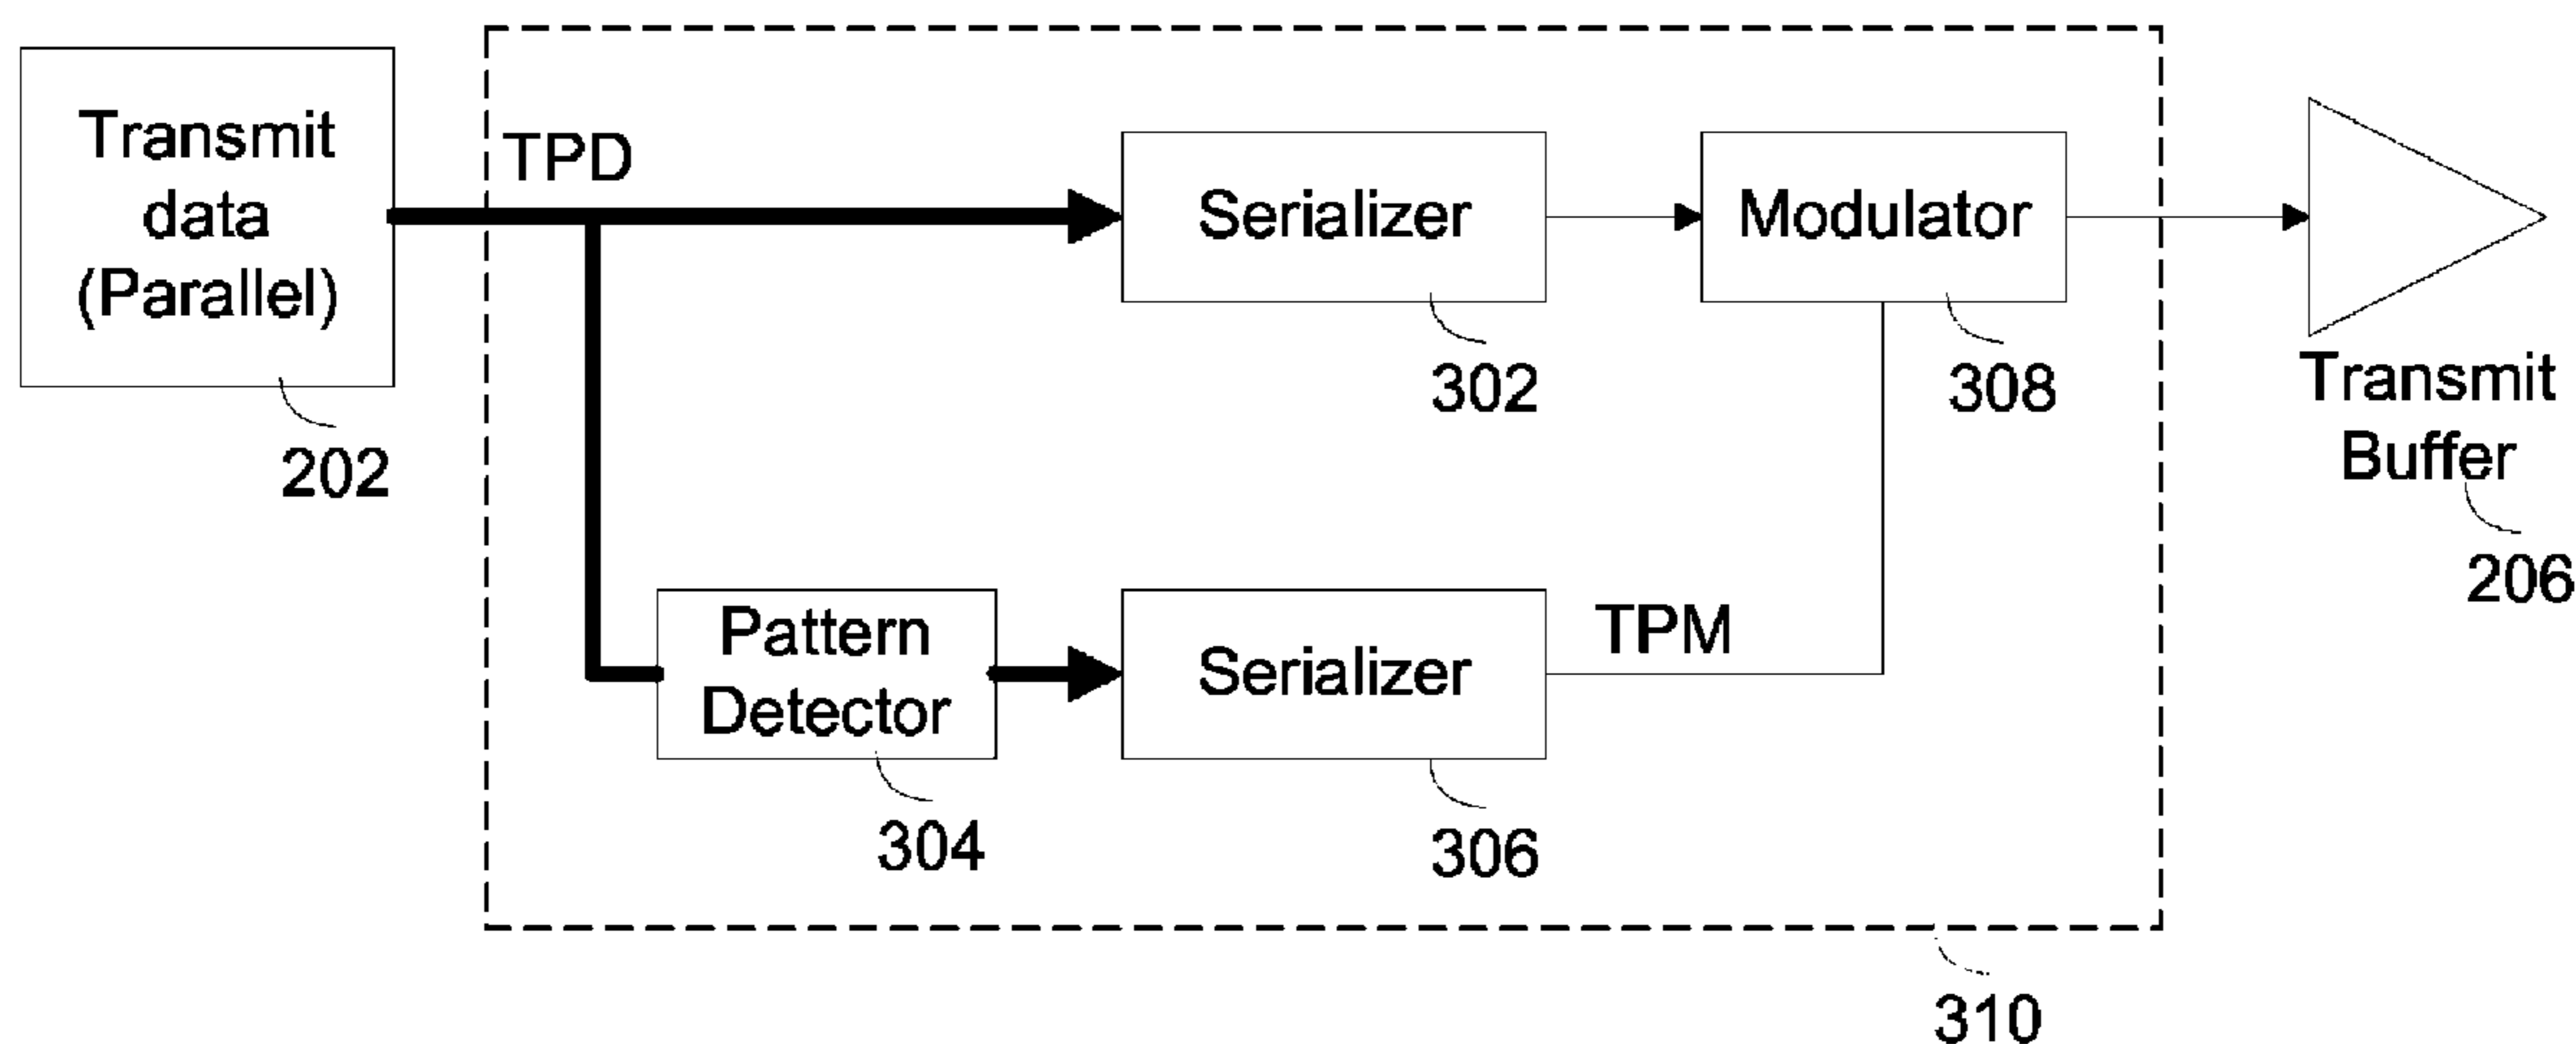 Transmit
data
(Parallel)
202
TPD
Serializer
302
Modulator
308
Transmit
Buffer
206
Pattern
Detector
304
Serializer
306
TPM
310